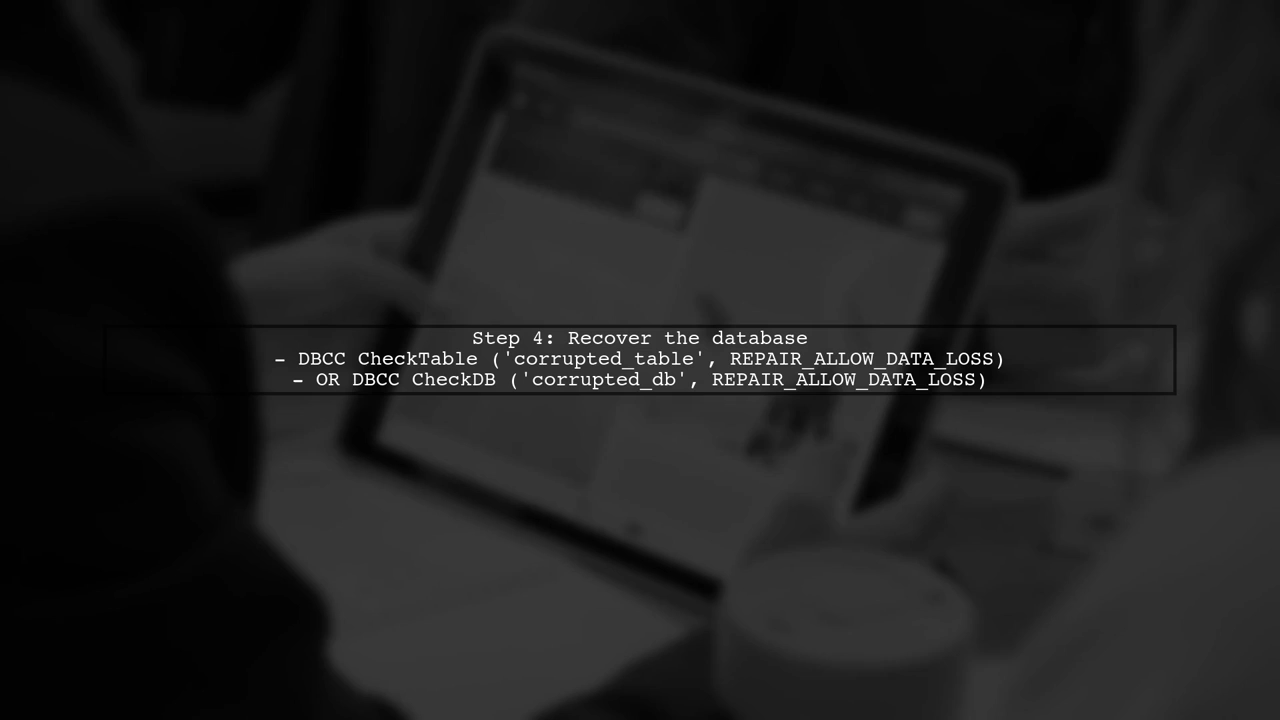 Step 4: Recover the database
- DBCC CheckTable ('corrupted_table', REPAIR_ALLOW_DATA_LOSS)
- OR DBCC CheckDB ('corrupted_db', REPAIR_ALLOW_DATA_LOSS)